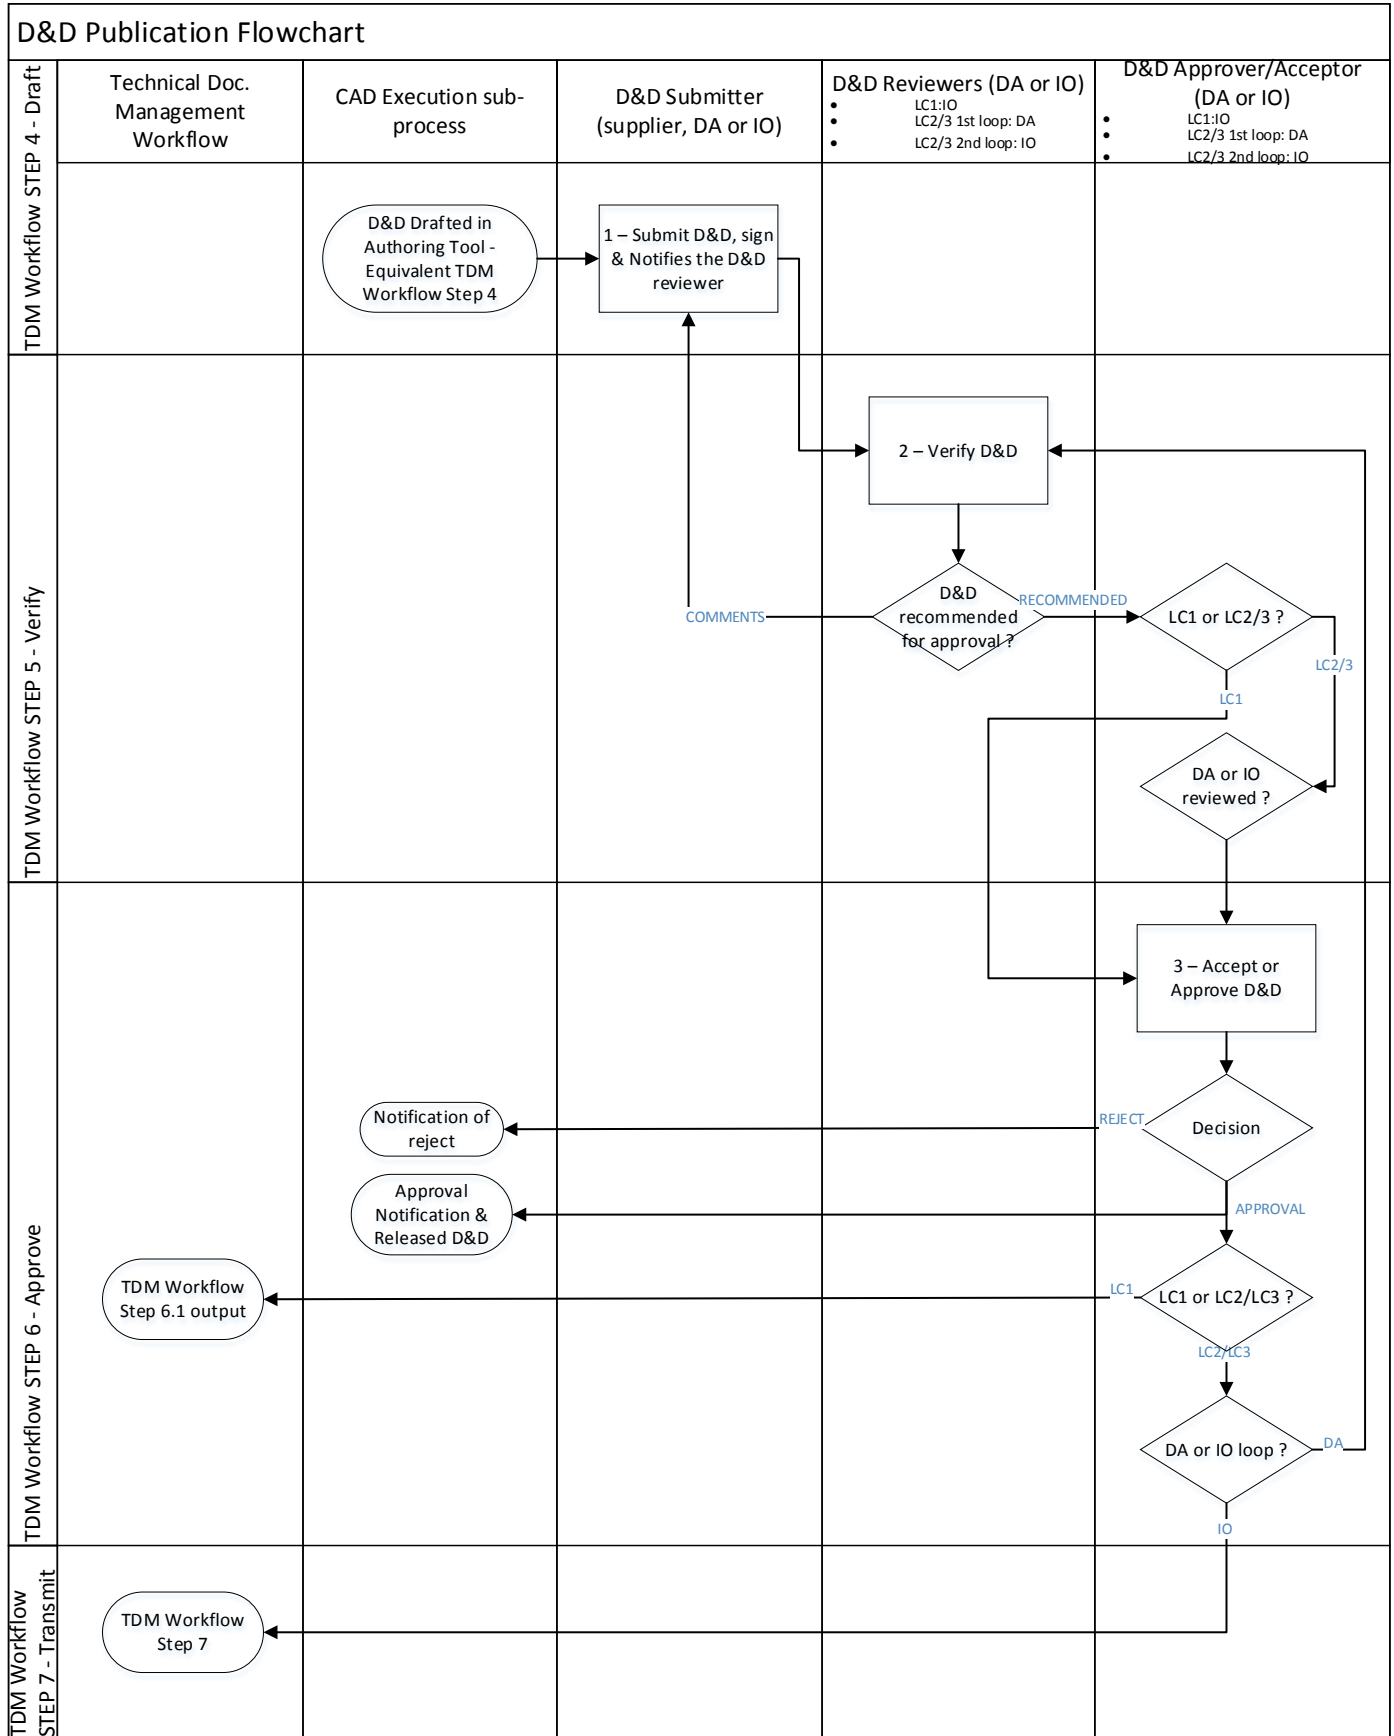 D&D Publication Flowchart
TDM Workflow STEP 4 - Draft
Technical Doc.
Management
Workflow
CAD Execution sub-
process
D&D Submitter
(supplier, DA or IO)
D&D Reviewers (DA or IO)
• LC1:IO
• LC2/3 1st loop: DA
• LC2/3 2nd loop: IO
D&D Approver/Acceptor
(DA or IO)
• LC1:IO
• LC2/3 1st loop: DA
• LC2/3 2nd loop: IO
D&D Drafted in
Authoring Tool -
Equivalent TDM
Workflow Step 4
1 – Submit D&D, sign
& Notifies the D&D
reviewer
TDM Workflow STEP 5 - Verify
2 – Verify D&D
D&D
recommended
for approval ?
COMMENTS
RECOMMENDED
LC1 or LC2/3 ?
LC2/3
LC1
DA or IO
reviewed ?
TDM Workflow STEP 6 - Approve
3 – Accept or
Approve D&D
Decision
REJECT
Notification of
reject
APPROVAL
Approval
Notification &
Released D&D
LC1 or LC2/LC3 ?
LC1
TDM Workflow
Step 6.1 output
LC2/LC3
DA or IO loop ?
DA
IO
TDM Workflow
STEP 7 - Transmit
TDM Workflow
Step 7